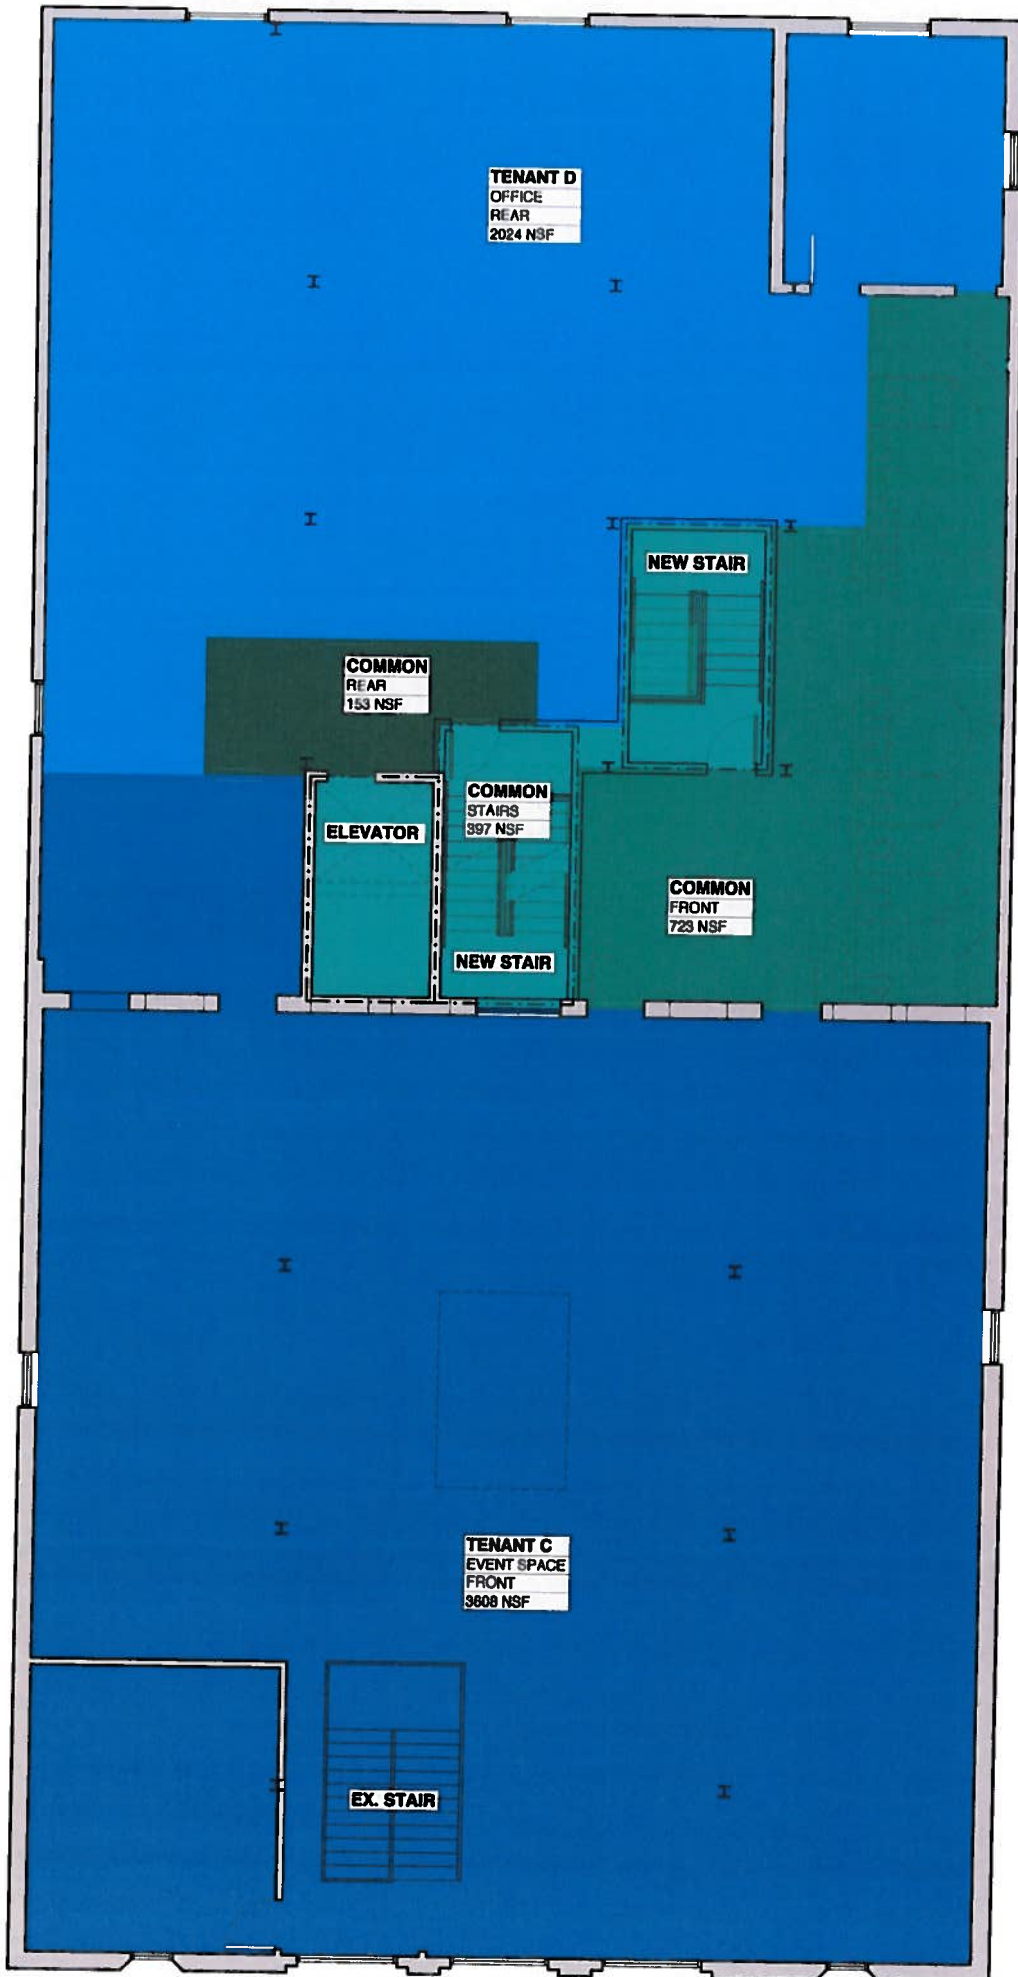 TENANT D
OFFICE
REAR
2024 NSF
NEW STAIR
COMMON
REAR
153 NSF
COMMON
STAIRS
397 NSF
ELEVATOR
COMMON
FRONT
723 NSF
NEW STAIR
TENANT C
EVENT SPACE
FRONT
3608 NSF
EX. STAIR